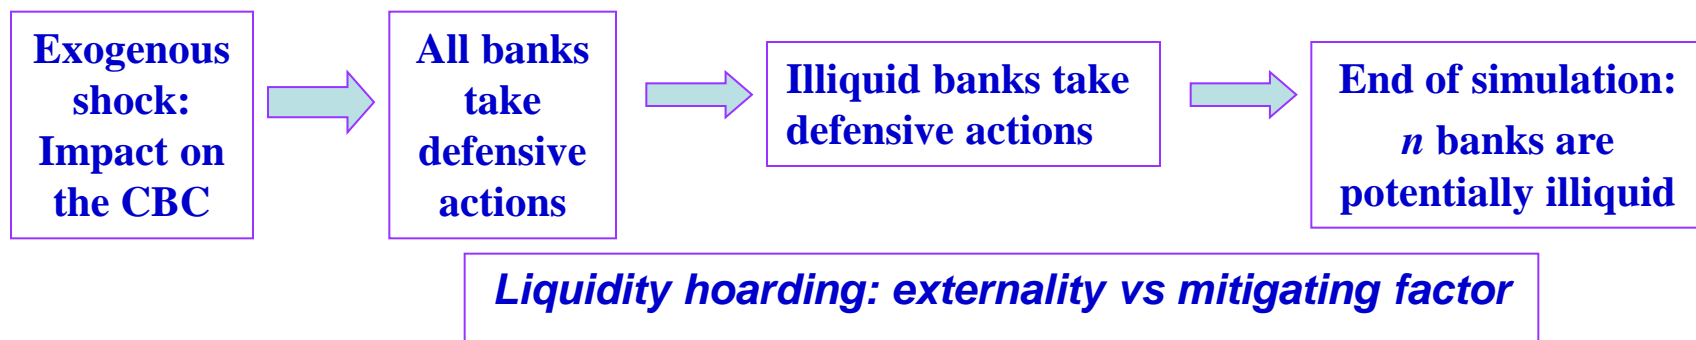 Exogenous
shock:
Impact on
the CBC
All banks
take
defensive
actions
Illiquid banks take
defensive actions
End of simulation:
n banks are
potentially illiquid
Liquidity hoarding: externality vs mitigating factor